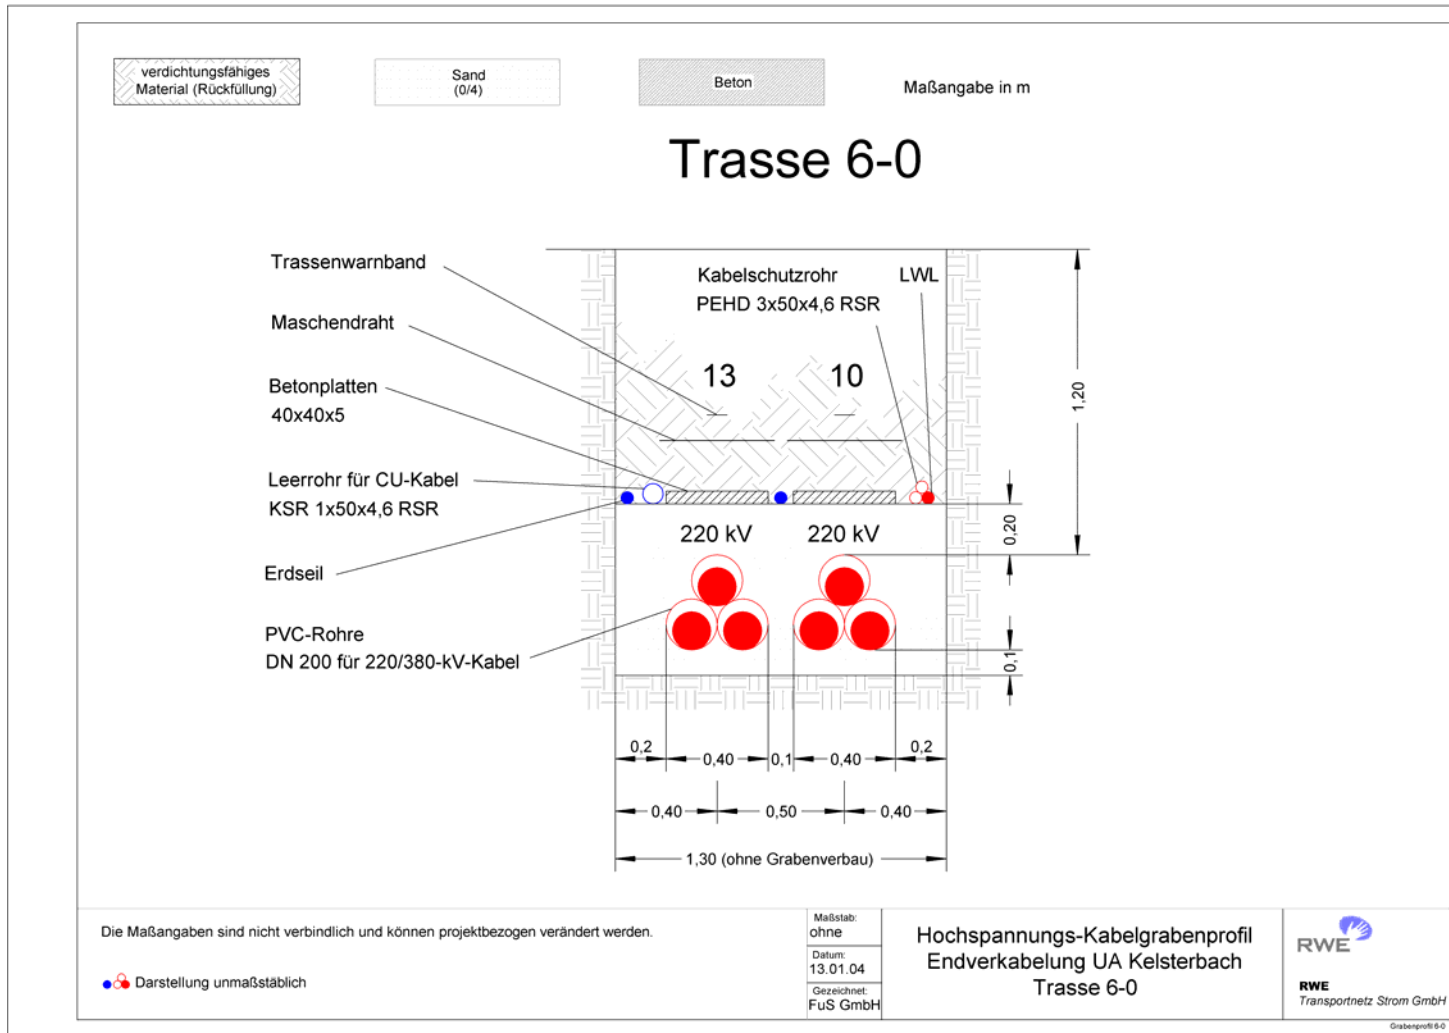 verdichtungsfähiges
Material (Rückfüllung)
Sand
(0/4)
Beton
Maßangabe in m
Trasse 6-0
Trassenwarnband
Kabelschutzrohr
PEHD 3x50x4,6 RSR
LWL
Maschendraht
13
10
Betonplatten
40x40x5
1,20
Leerrohr für CU-Kabel
KSR 1x50x4,6 RSR
0,20
220 kV
220 kV
Erdseil
PVC-Rohre
DN 200 für 220/380-kV-Kabel
0,1
0,2
0,40
0,1
0,40
0,2
0,40
0,50
0,40
1,30 (ohne Grabenverbau)
Die Maßangaben sind nicht verbindlich und können projektbezogen verändert werden.
Darstellung unmaßstäblich
Maßstab:
ohne
Datum:
13.01.04
Gezeichnet:
FuS GmbH
Hochspannungs-Kabelgrabenprofil
Endverkabelung UA Kelsterbach
Trasse 6-0
RWE
RWE
Transportnetz Strom GmbH
Grabenprofil 6-0